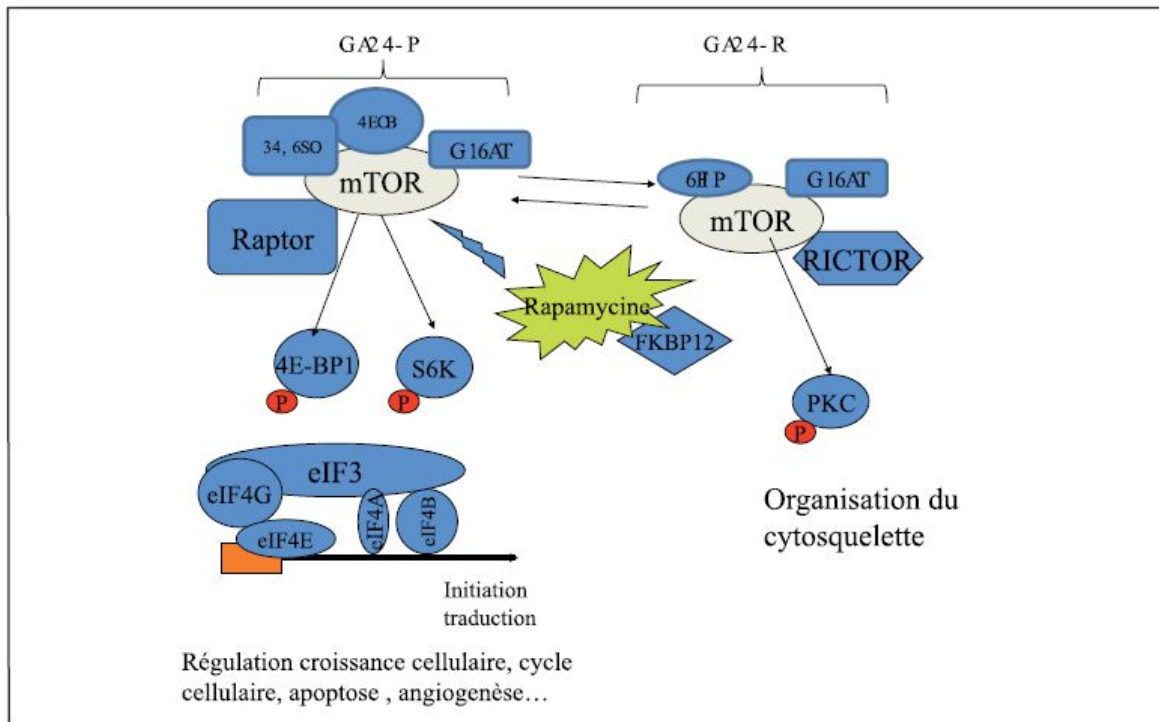 GA24-P
GA24-R
4ECB
34, 6SO
G16AT
mTOR
Raptor
6HP
G16AT
mTOR
RICTOR
Rapamycine
FKBP12
4E-BP1
P
S6K
P
PKC
P
eIF3
eIF4G
eIF4A
eIF4B
eIF4E
Organisation du
cytosquelette
Initiation
traduction
Régulation croissance cellulaire, cycle
cellulaire, apoptose , angiogenèse…